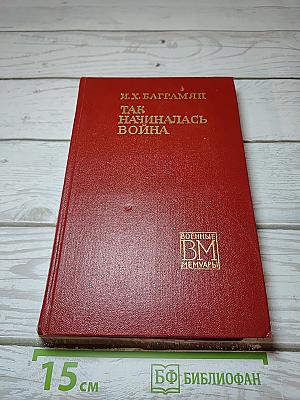 И.Х.БАГРАМЯН
ТАК
НАЧИНАЛАСЬ
ВОЙНА
ВОЕННЫЕ
ВМ
МЕМУАРЫ
15 см
БФ БИБЛИОФАН